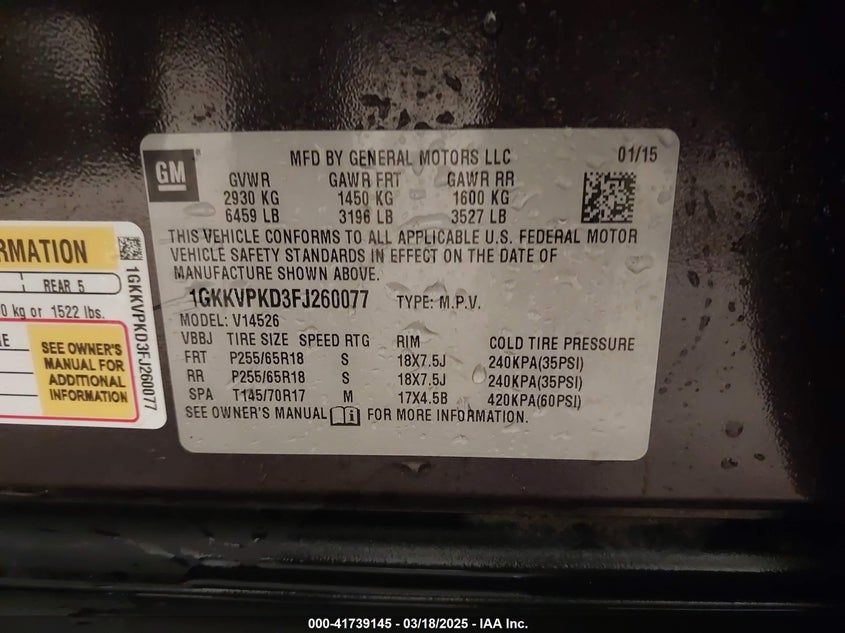 GM
MFD BY GENERAL MOTORS LLC 01/15
GVWR GAWR FRT GAWR RR
2930 KG 1450 KG 1600 KG
6459 LB 3196 LB 3527 LB
THIS VEHICLE CONFORMS TO ALL APPLICABLE U.S. FEDERAL MOTOR
VEHICLE SAFETY STANDARDS IN EFFECT ON THE DATE OF
MANUFACTURE SHOWN ABOVE.
1GKKVPKD3FJ260077 TYPE: M.P.V.
MODEL: V14526
VBBJ TIRE SIZE SPEED RTG RIM COLD TIRE PRESSURE
FRT P255/65R18 S 18X7.5J 240KPA(35PSI)
RR P255/65R18 S 18X7.5J 240KPA(35PSI)
SPA T145/70R17 M 17X4.5B 420KPA(60PSI)
SEE OWNER'S MANUAL FOR MORE INFORMATION.
REAR 5
kg or 1522 lbs.
SEE OWNER'S
MANUAL FOR
ADDITIONAL
INFORMATION
1GKKVPKD3FJ260077
000-41739145 - 03/18/2025 - IAA Inc.